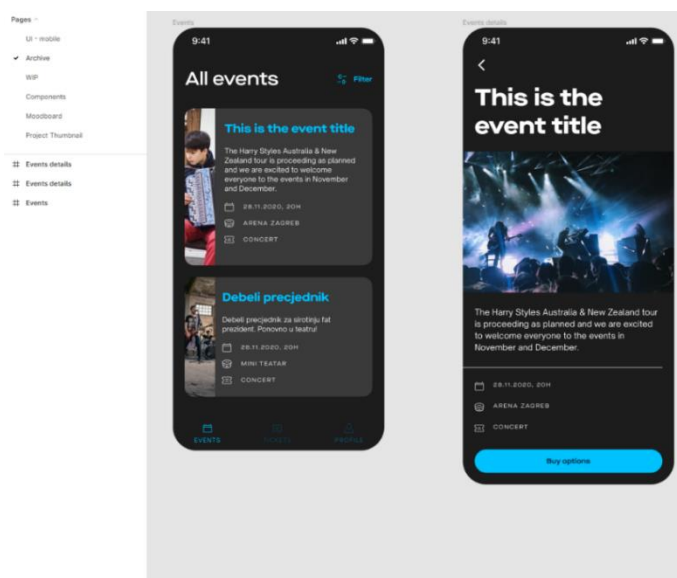 Pages
UI - mobile
Archive
WIP
Components
Moodboard
Project Thumbnail
Events details
Events details
Events
Events
9:41
All events
Filter
This is the event title
The Harry Styles Australia & New
Zealand tour is proceeding as planned
and we are excited to welcome
everyone to the events in November
and December.
28.11.2020, 20H
ARENA ZAGREB
CONCERT
Debeli precjednik
Debeli precjednik za sirotinju fat
prezident. Ponovno u teatru!
28.11.2020, 20H
MINI TEATAR
CONCERT
EVENTS
TICKETS
PROFILE
Events details
9:41
This is the
event title
The Harry Styles Australia & New Zealand tour
is proceeding as planned and we are excited
to welcome everyone to the events in
November and December.
28.11.2020, 20H
ARENA ZAGREB
CONCERT
Buy options